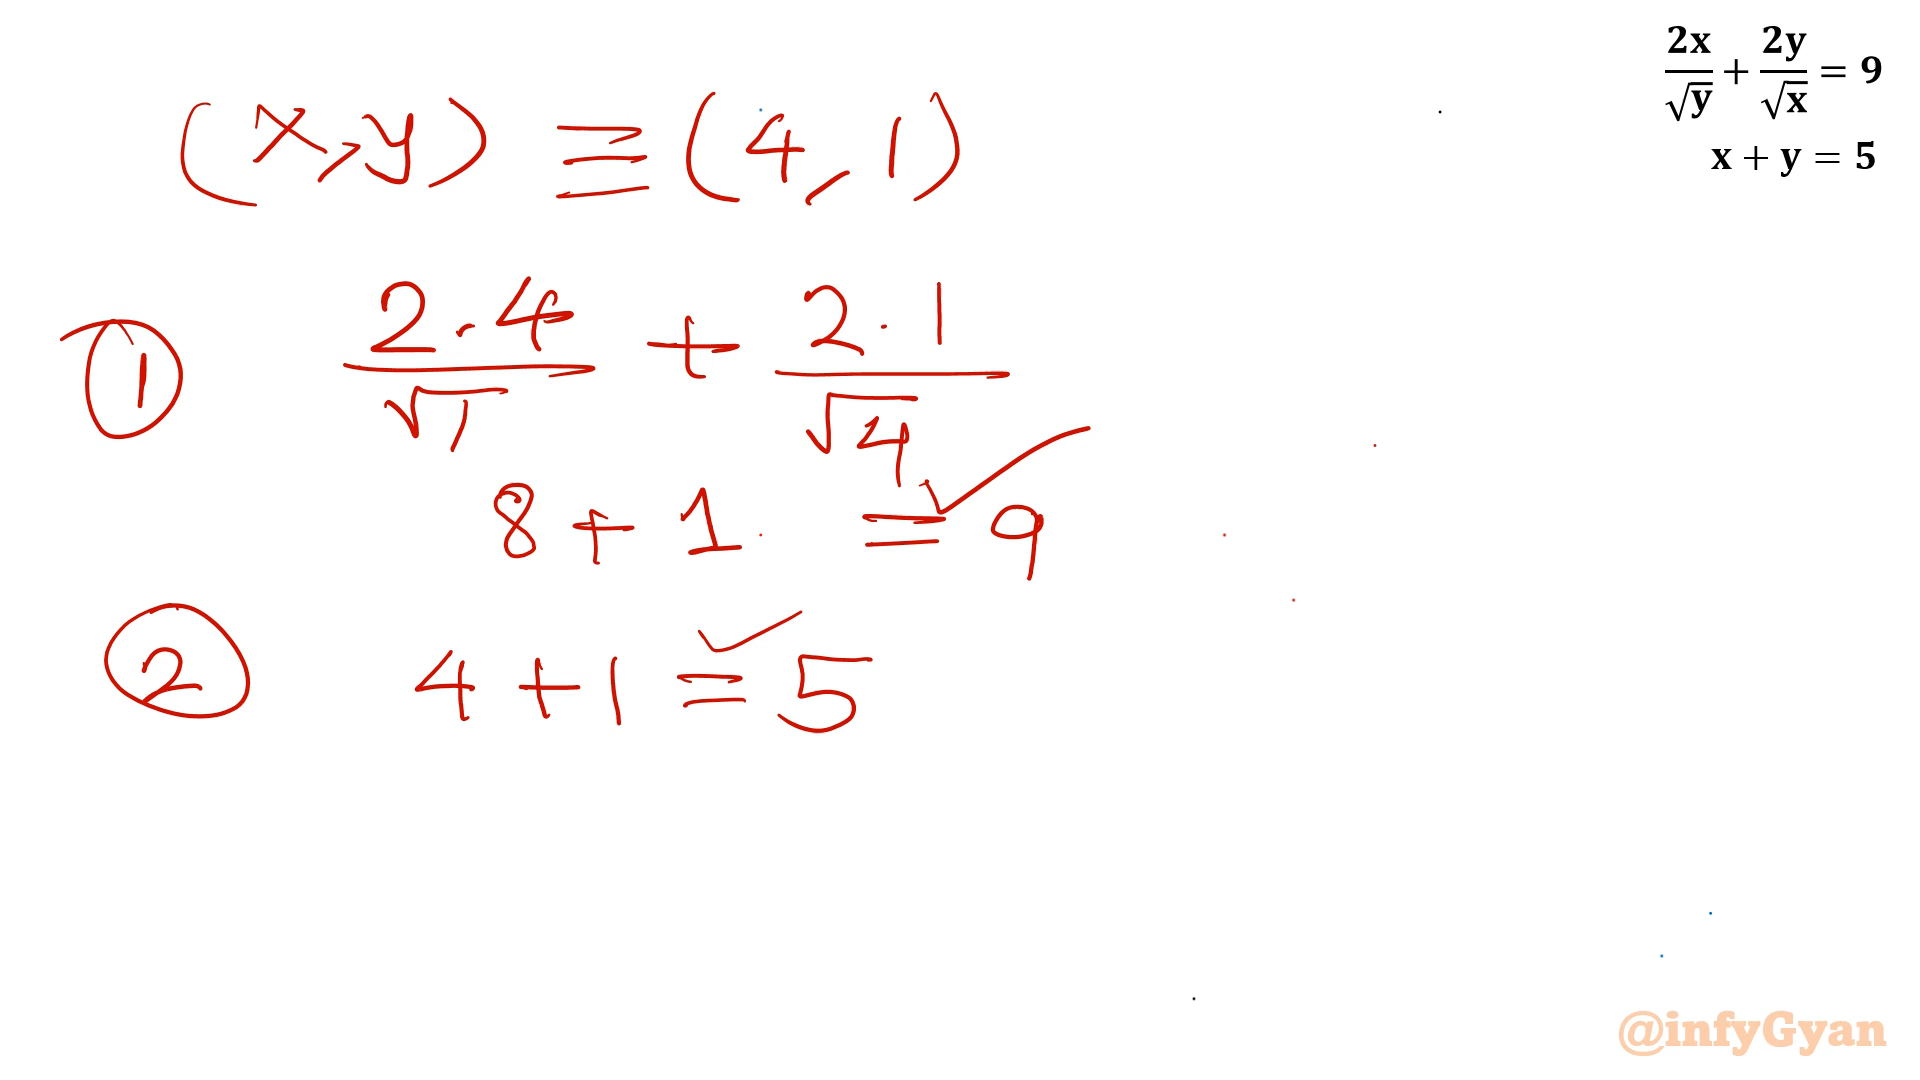 2x/√y + 2y/√x = 9
x + y = 5
(x, y) ≡ (4, 1)
① 2·4/√1 + 2·1/√4
8 + 1 = 9 ✓
② 4 + 1 = 5 ✓
@infyGyan